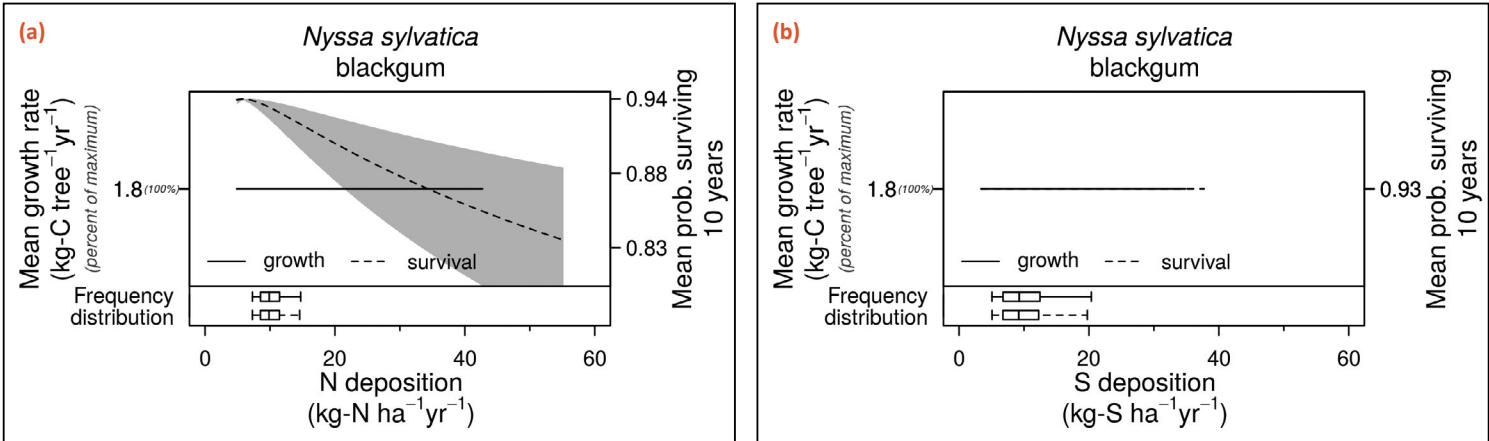 (a)
Nyssa sylvatica
blackgum
Mean growth rate
(kg-C tree⁻¹yr⁻¹)
(percent of maximum)
1.8 (100%)
0.94
0.88
0.83
Mean prob. surviving
10 years
growth
survival
Frequency
distribution
0 20 40 60
N deposition
(kg-N ha⁻¹yr⁻¹)
(b)
Nyssa sylvatica
blackgum
Mean growth rate
(kg-C tree⁻¹yr⁻¹)
(percent of maximum)
1.8 (100%)
0.93
Mean prob. surviving
10 years
growth
survival
Frequency
distribution
0 20 40 60
S deposition
(kg-S ha⁻¹yr⁻¹)